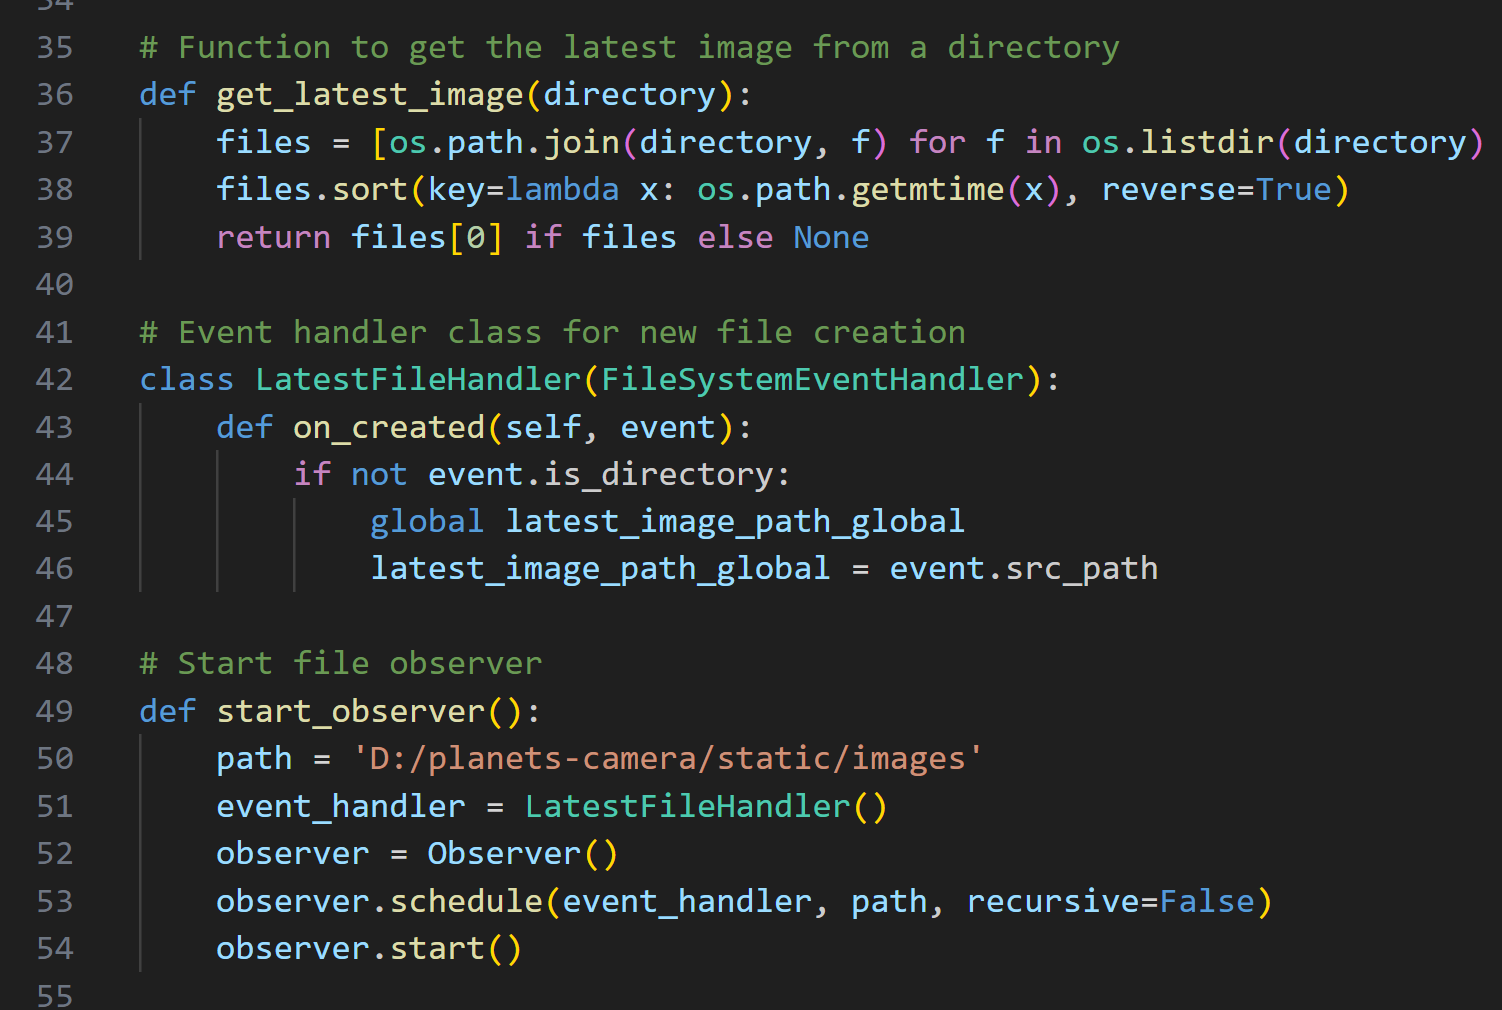 35 # Function to get the latest image from a directory
36 def get_latest_image(directory):
37     files = [os.path.join(directory, f) for f in os.listdir(directory)
38     files.sort(key=lambda x: os.path.getmtime(x), reverse=True)
39     return files[0] if files else None
40
41 # Event handler class for new file creation
42 class LatestFileHandler(FileSystemEventHandler):
43     def on_created(self, event):
44         if not event.is_directory:
45             global latest_image_path_global
46             latest_image_path_global = event.src_path
47
48 # Start file observer
49 def start_observer():
50     path = 'D:/planets-camera/static/images'
51     event_handler = LatestFileHandler()
52     observer = Observer()
53     observer.schedule(event_handler, path, recursive=False)
54     observer.start()
55